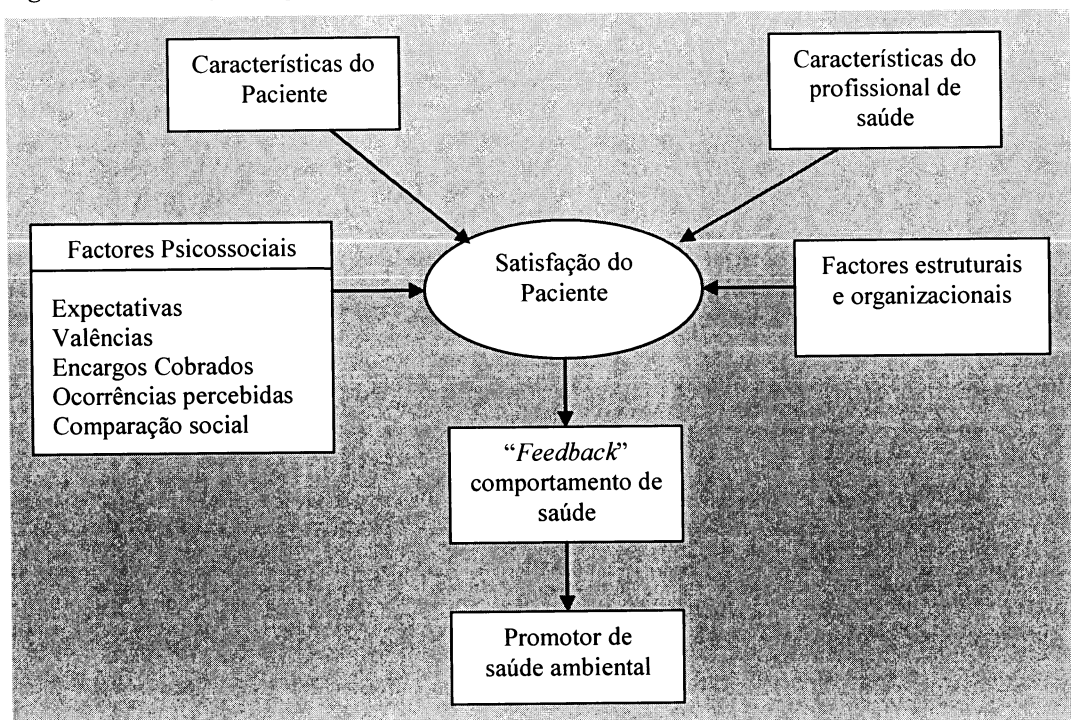 Características do
Paciente
Características do
profissional de
saúde
Factores Psicossociais
Expectativas
Valências
Encargos Cobrados
Ocorrências percebidas
Comparação social
Satisfação do
Paciente
Factores estruturais
e organizacionais
“Feedback”
comportamento de
saúde
Promotor de
saúde ambiental